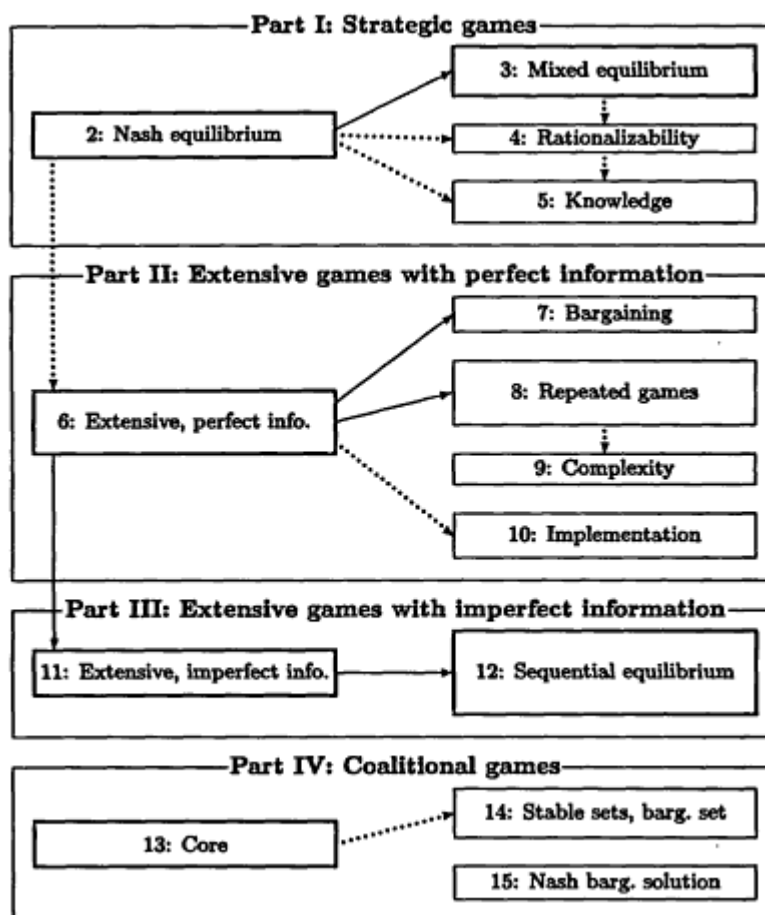 Part I: Strategic games
3: Mixed equilibrium
2: Nash equilibrium
4: Rationalizability
5: Knowledge
Part II: Extensive games with perfect information
7: Bargaining
8: Repeated games
6: Extensive, perfect info.
9: Complexity
10: Implementation
Part III: Extensive games with imperfect information
11: Extensive, imperfect info.
12: Sequential equilibrium
Part IV: Coalitional games
14: Stable sets, barg. set
13: Core
15: Nash barg. solution